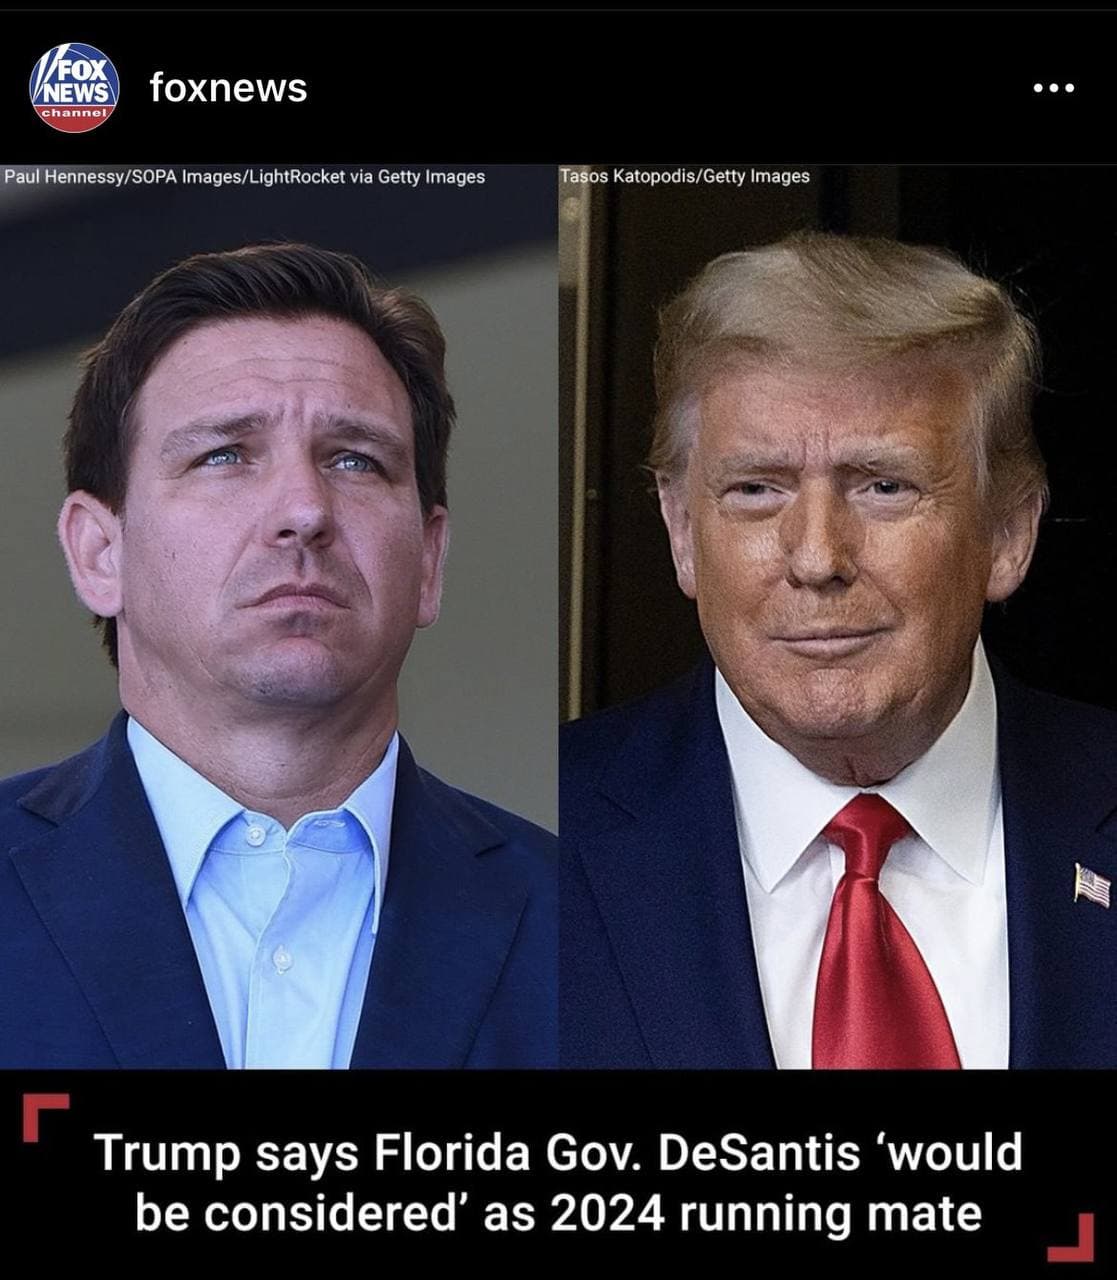 FOX
NEWS
channel
foxnews
Paul Hennessy/SOPA Images/LightRocket via Getty Images
Tasos Katopodis/Getty Images
Trump says Florida Gov. DeSantis ‘would
be considered’ as 2024 running mate